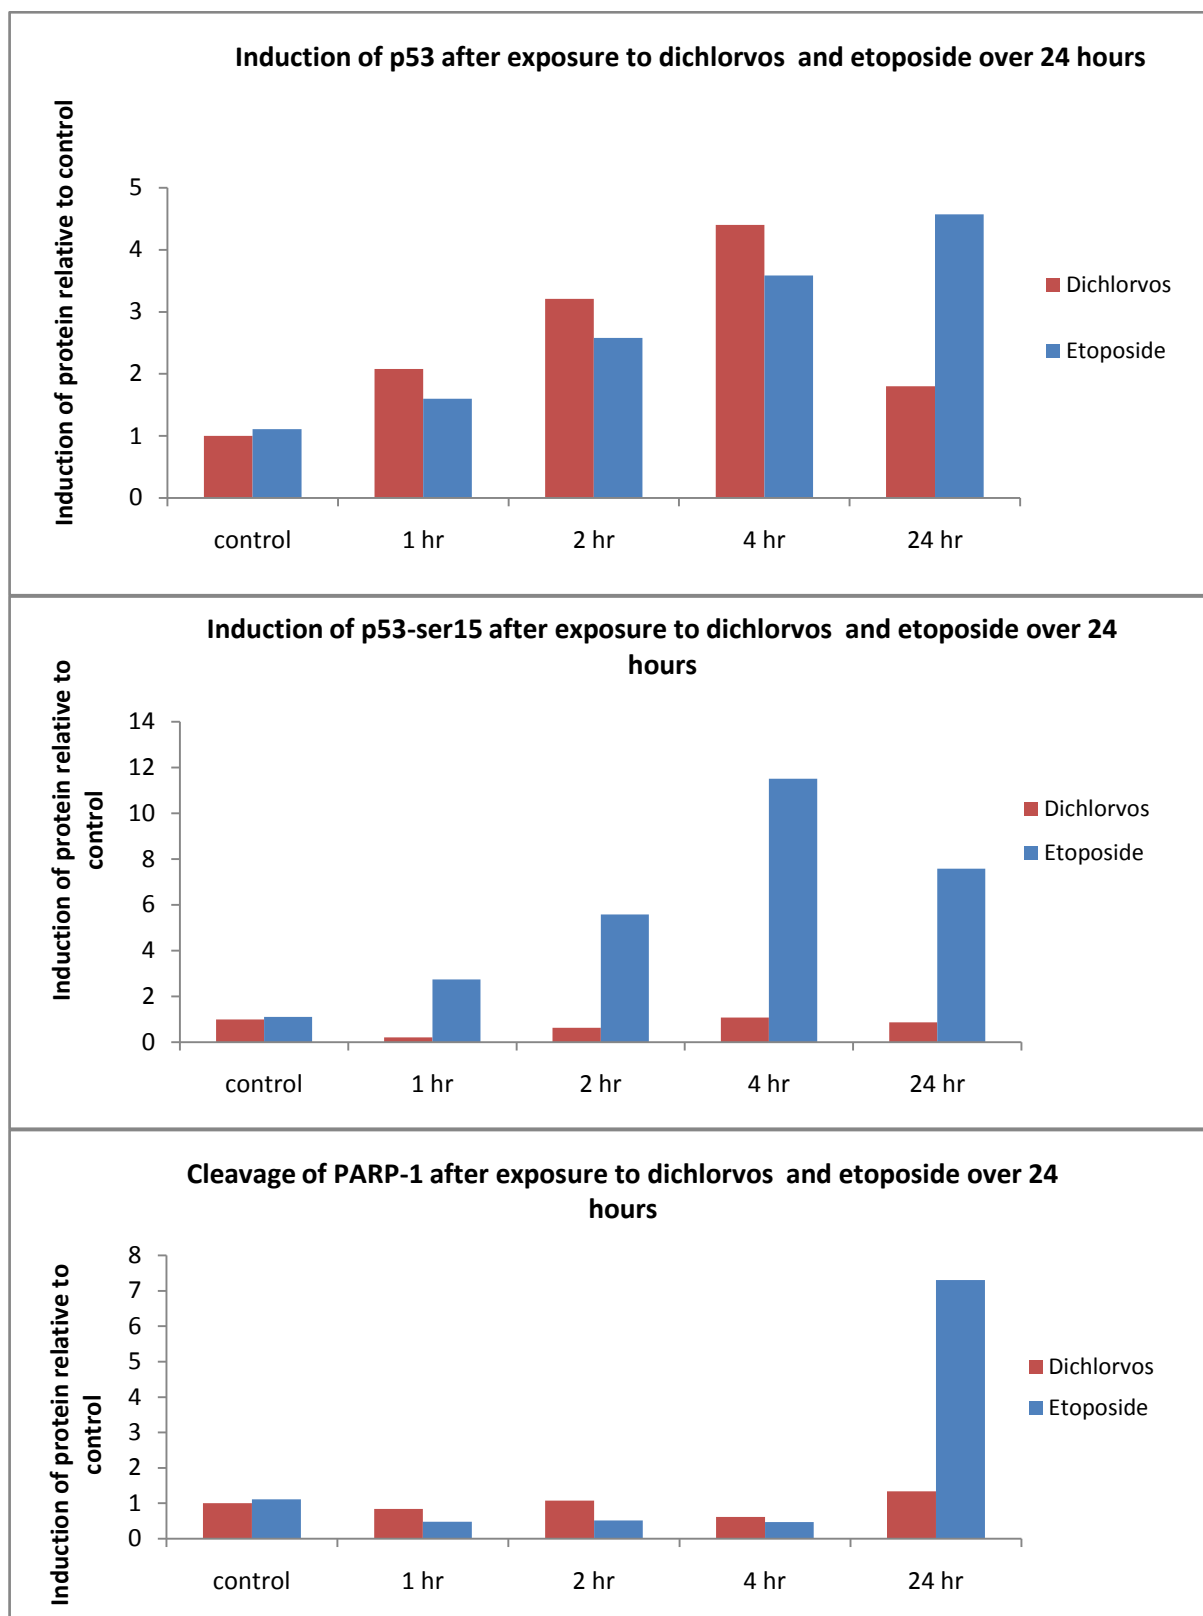 Induction of p53 after exposure to dichlorvos and etoposide over 24 hours
Induction of protein relative to control
5
4
3
2
1
0
control 1 hr 2 hr 4 hr 24 hr
Dichlorvos
Etoposide
Induction of p53-ser15 after exposure to dichlorvos and etoposide over 24
hours
Induction of protein relative to
control
14
12
10
8
6
4
2
0
control 1 hr 2 hr 4 hr 24 hr
Dichlorvos
Etoposide
Cleavage of PARP-1 after exposure to dichlorvos and etoposide over 24
hours
Induction of protein relative to
control
8
7
6
5
4
3
2
1
0
control 1 hr 2 hr 4 hr 24 hr
Dichlorvos
Etoposide